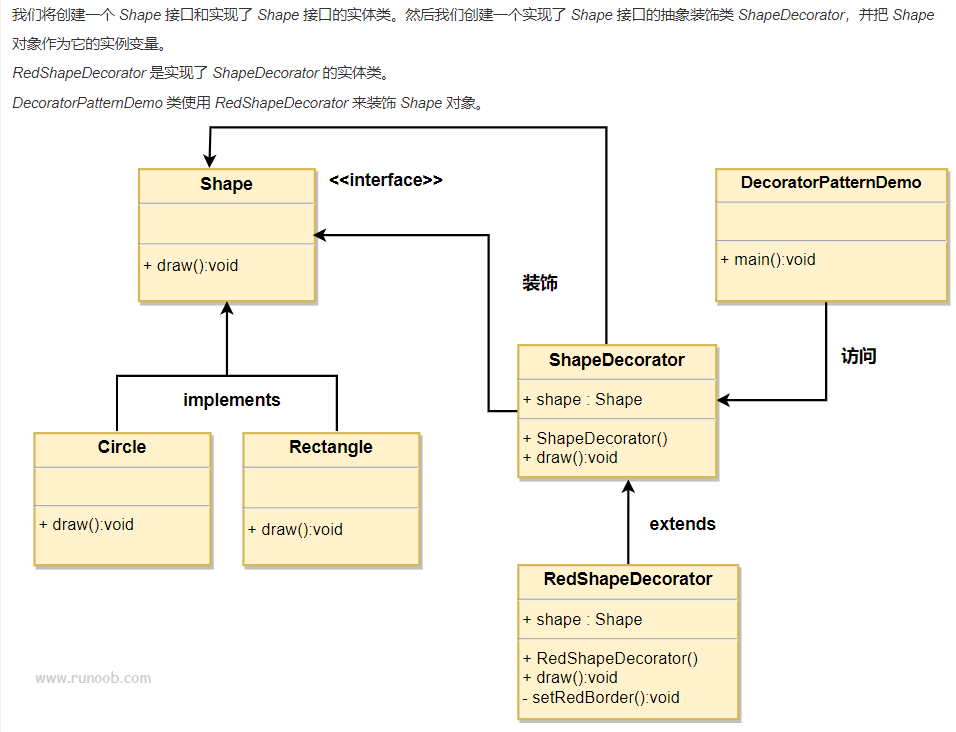 我们将创建一个 Shape 接口和实现了 Shape 接口的实体类。然后我们创建一个实现了 Shape 接口的抽象装饰类 ShapeDecorator，并把 Shape
对象作为它的实例变量。
RedShapeDecorator 是实现了 ShapeDecorator 的实体类。
DecoratorPatternDemo 类使用 RedShapeDecorator 来装饰 Shape 对象。
Shape
+ draw():void
<<interface>>
DecoratorPatternDemo
+ main():void
装饰
访问
ShapeDecorator
+ shape : Shape
+ ShapeDecorator()
+ draw():void
implements
Circle
+ draw():void
Rectangle
+ draw():void
extends
RedShapeDecorator
+ shape : Shape
+ RedShapeDecorator()
+ draw():void
- setRedBorder():void
www.runoob.com